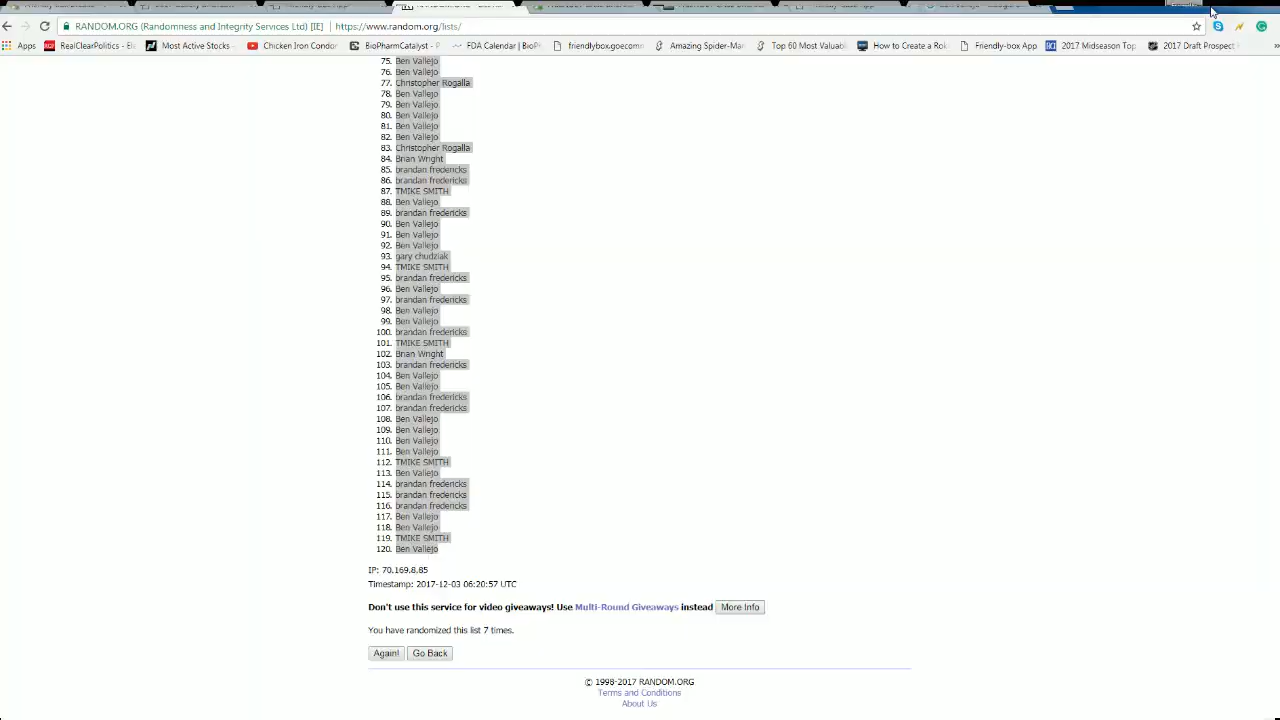 RANDOM.ORG (Randomness and Integrity Services Ltd) [IE] https://www.random.org/lists/
Apps RealClearPolitics - El Most Active Stocks - Chicken Iron Condor BioPharmCatalyst - F FDA Calendar | BioP friendlybox.goecomm Amazing Spider-Mar Top 60 Most Valuabl How to Create a Rok Friendly-box App 2017 Midseason Top 2017 Draft Prospect »
75. Ben Vallejo
76. Ben Vallejo
77. Christopher Rogalla
78. Ben Vallejo
79. Ben Vallejo
80. Ben Vallejo
81. Ben Vallejo
82. Ben Vallejo
83. Christopher Rogalla
84. Brian Wright
85. brandan fredericks
86. brandan fredericks
87. TMIKE SMITH
88. Ben Vallejo
89. brandan fredericks
90. Ben Vallejo
91. Ben Vallejo
92. Ben Vallejo
93. gary chudziak
94. TMIKE SMITH
95. brandan fredericks
96. Ben Vallejo
97. brandan fredericks
98. Ben Vallejo
99. Ben Vallejo
100. brandan fredericks
101. TMIKE SMITH
102. Brian Wright
103. brandan fredericks
104. Ben Vallejo
105. Ben Vallejo
106. brandan fredericks
107. brandan fredericks
108. Ben Vallejo
109. Ben Vallejo
110. Ben Vallejo
111. Ben Vallejo
112. TMIKE SMITH
113. Ben Vallejo
114. brandan fredericks
115. brandan fredericks
116. brandan fredericks
117. Ben Vallejo
118. Ben Vallejo
119. TMIKE SMITH
120. Ben Vallejo
IP: 70.169.8.85
Timestamp: 2017-12-03 06:20:57 UTC
Don't use this service for video giveaways! Use Multi-Round Giveaways instead More Info
You have randomized this list 7 times.
Again! Go Back
© 1998-2017 RANDOM.ORG
Terms and Conditions
About Us